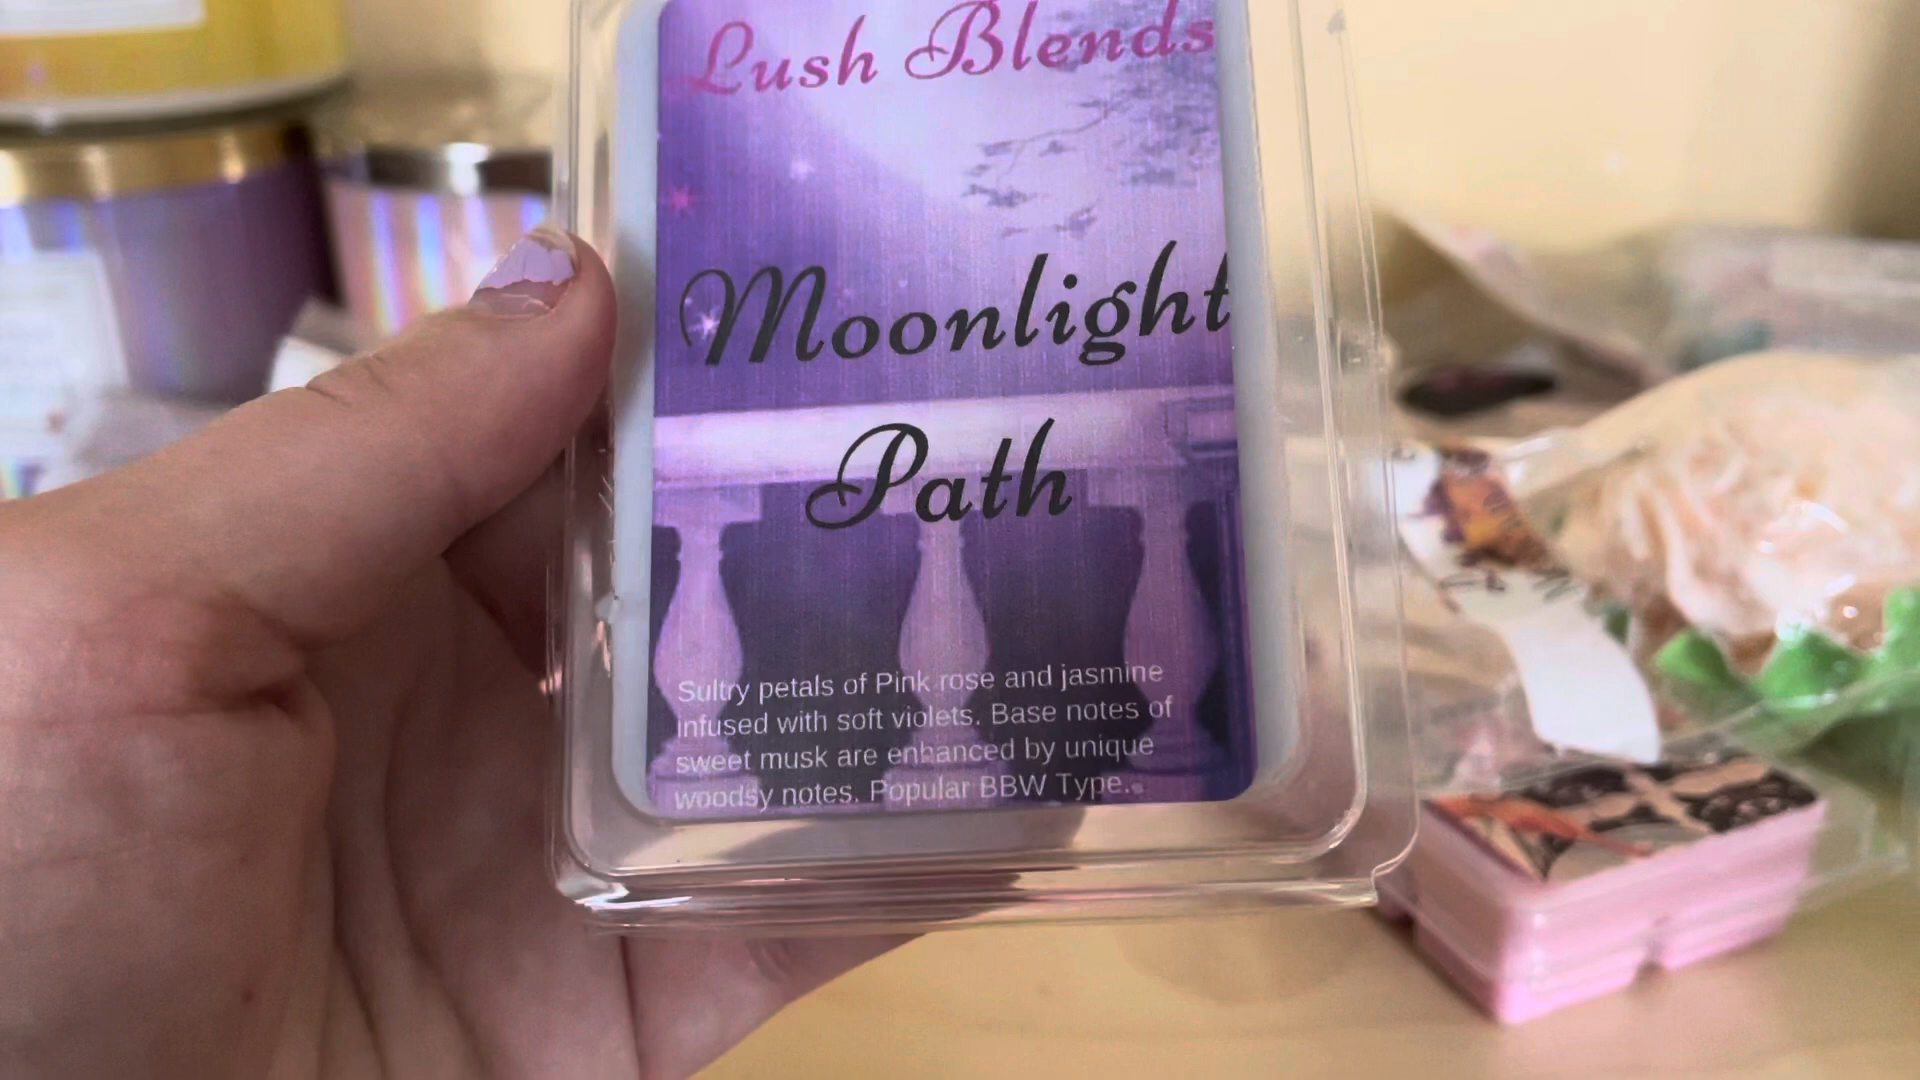 Lush Blends
Moonlight
Path
Sultry petals of Pink rose and jasmine
infused with soft violets. Base notes of
sweet musk are enhanced by unique
woodsy notes. Popular BBW Type.